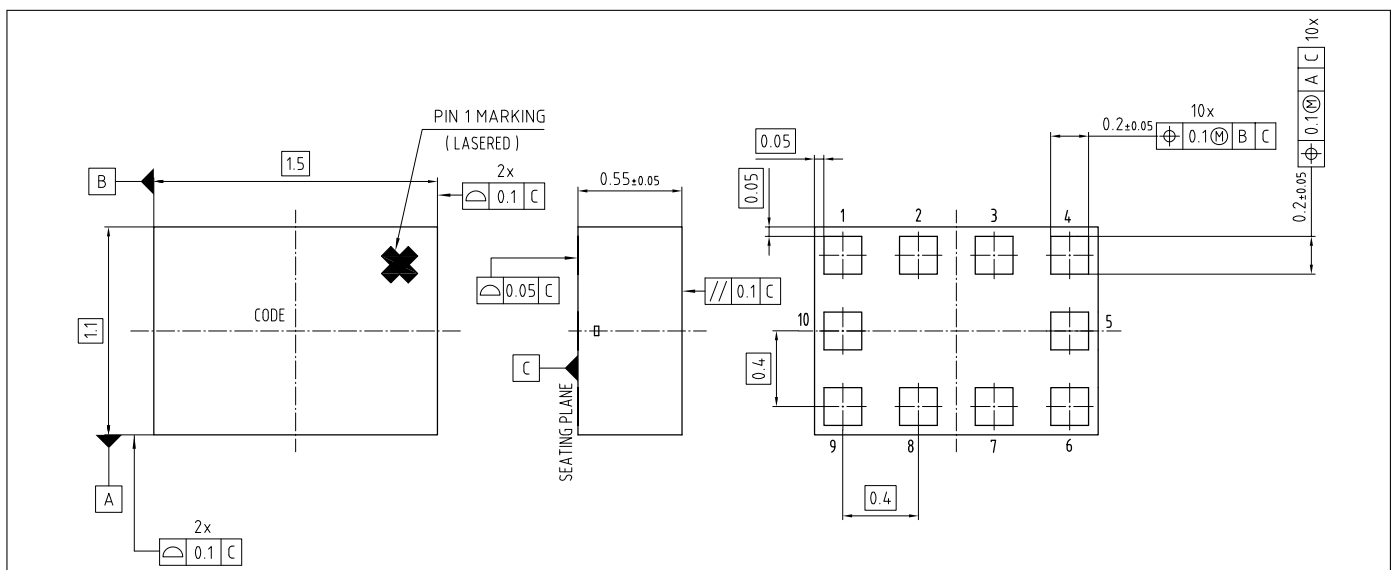 PIN 1 MARKING
( LASERED )
B
1.5
2x
⌓ 0.1 C
1.1
CODE
A
2x
⌓ 0.1 C
0.55±0.05
⌓ 0.05 C
// 0.1 C
C
SEATING PLANE
0.05
0.05
0.2±0.05
10x
⌖ 0.1 Ⓜ B C
0.2±0.05
⌖ 0.1 Ⓜ A C 10x
1 2 3 4
10 5
9 8 7 6
0.4
0.4